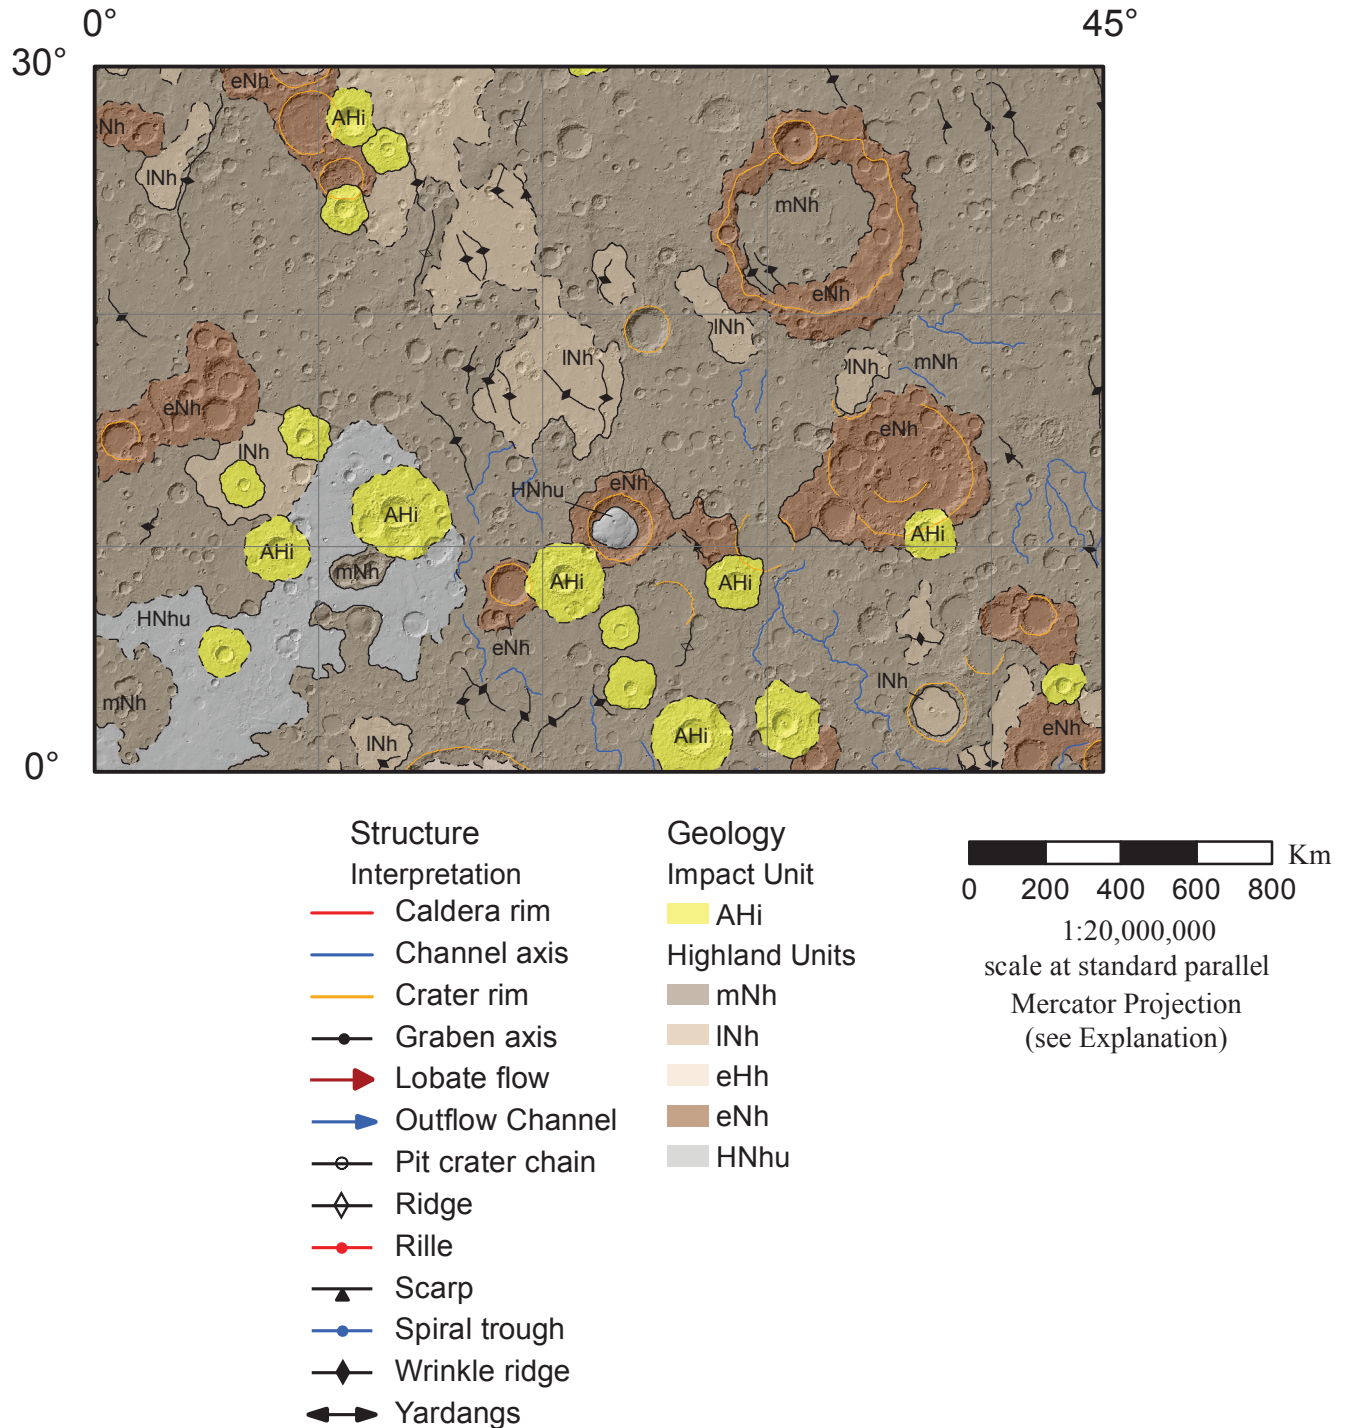 0° 45°
30°
eNh
AHi
Nh
lNh
mNh
eNh
lNh
lNh
lNh
mNh
eNh
eNh
lNh
HNhu
eNh
AHi
AHi
AHi
mNh
AHi
AHi
HNhu
eNh
lNh
mNh
eNh
AHi
lNh
0°
Structure
Interpretation
Caldera rim
Channel axis
Crater rim
Graben axis
Lobate flow
Outflow Channel
Pit crater chain
Ridge
Rille
Scarp
Spiral trough
Wrinkle ridge
Yardangs
Geology
Impact Unit
AHi
Highland Units
mNh
lNh
eHh
eNh
HNhu
Km
0 200 400 600 800
1:20,000,000
scale at standard parallel
Mercator Projection
(see Explanation)